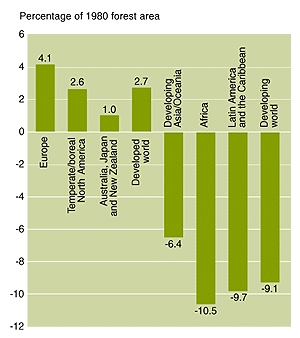 Percentage of 1980 forest area
6
4
2
0
-2
-4
-6
-8
-10
-12
4.1
Europe
2.6
Temperate/boreal
North America
1.0
Australia, Japan
and New Zealand
2.7
Developed
world
Developing
Asia/Oceania
-6.4
Africa
-10.5
Latin America
and the Caribbean
-9.7
Developing
world
-9.1